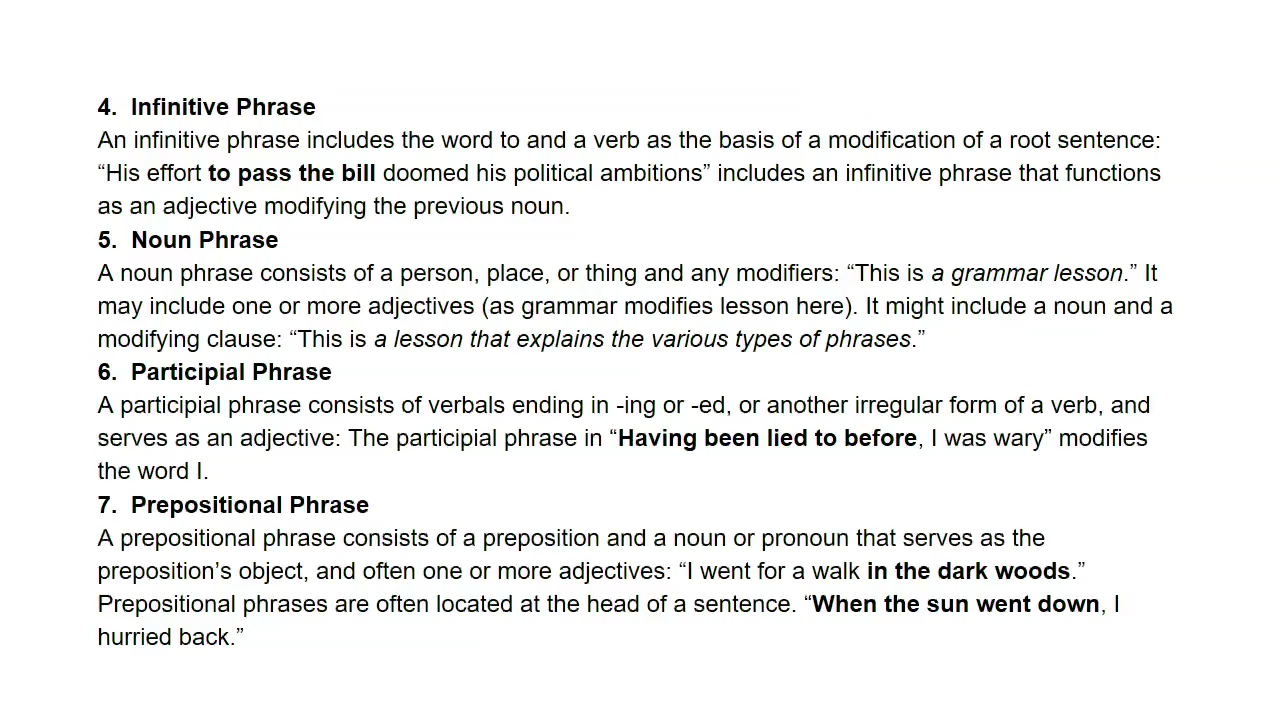 4. Infinitive Phrase
An infinitive phrase includes the word to and a verb as the basis of a modification of a root sentence:
“His effort to pass the bill doomed his political ambitions” includes an infinitive phrase that functions
as an adjective modifying the previous noun.
5. Noun Phrase
A noun phrase consists of a person, place, or thing and any modifiers: “This is a grammar lesson.” It
may include one or more adjectives (as grammar modifies lesson here). It might include a noun and a
modifying clause: “This is a lesson that explains the various types of phrases.”
6. Participial Phrase
A participial phrase consists of verbals ending in -ing or -ed, or another irregular form of a verb, and
serves as an adjective: The participial phrase in “Having been lied to before, I was wary” modifies
the word I.
7. Prepositional Phrase
A prepositional phrase consists of a preposition and a noun or pronoun that serves as the
preposition’s object, and often one or more adjectives: “I went for a walk in the dark woods.”
Prepositional phrases are often located at the head of a sentence. “When the sun went down, I
hurried back.”